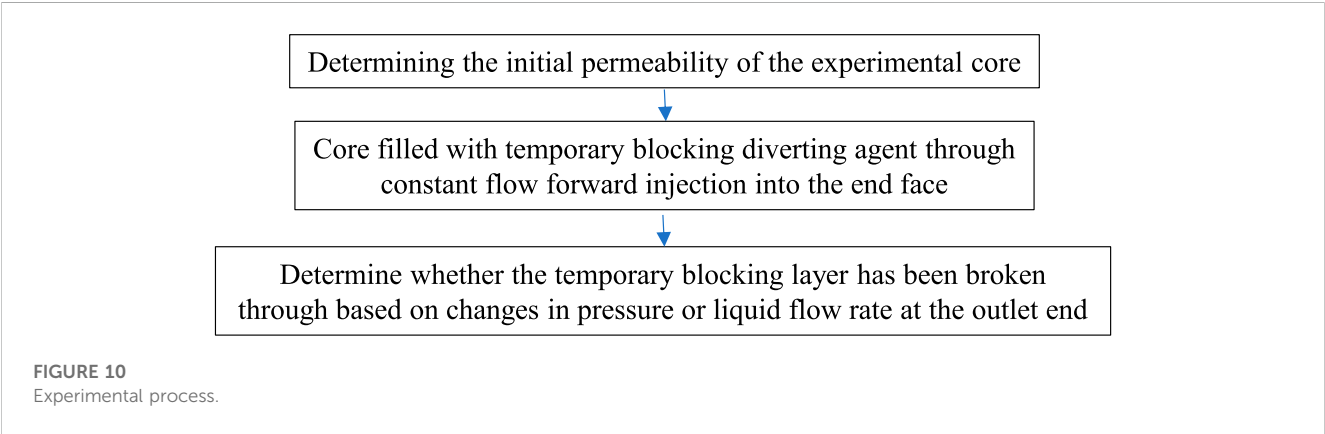 Determining the initial permeability of the experimental core
Core filled with temporary blocking diverting agent through
constant flow forward injection into the end face
Determine whether the temporary blocking layer has been broken
through based on changes in pressure or liquid flow rate at the outlet end
FIGURE 10
Experimental process.